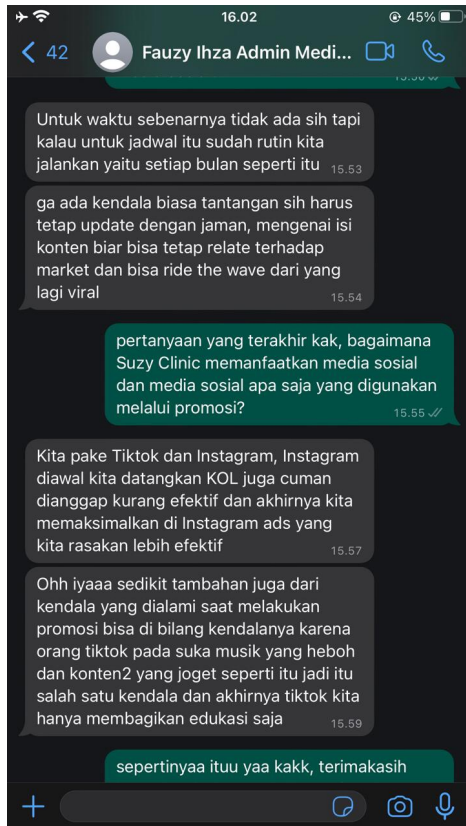 16.02
45%
42
Fauzy Ihza Admin Medi...
Untuk waktu sebenarnya tidak ada sih tapi
kalau untuk jadwal itu sudah rutin kita
jalankan yaitu setiap bulan seperti itu 15.53
ga ada kendala biasa tantangan sih harus
tetap update dengan jaman, mengenai isi
konten biar bisa tetap relate terhadap
market dan bisa ride the wave dari yang
lagi viral 15.54
pertanyaan yang terakhir kak, bagaimana
Suzy Clinic memanfaatkan media sosial
dan media sosial apa saja yang digunakan
melalui promosi? 15.55
Kita pake Tiktok dan Instagram, Instagram
diawal kita datangkan KOL juga cuman
dianggap kurang efektif dan akhirnya kita
memaksimalkan di Instagram ads yang
kita rasakan lebih efektif 15.57
Ohh iyaaa sedikit tambahan juga dari
kendala yang dialami saat melakukan
promosi bisa di bilang kendalanya karena
orang tiktok pada suka musik yang heboh
dan konten2 yang joget seperti itu jadi itu
salah satu kendala dan akhirnya tiktok kita
hanya membagikan edukasi saja 15.59
sepertinyaa ituu yaa kakk, terimakasih